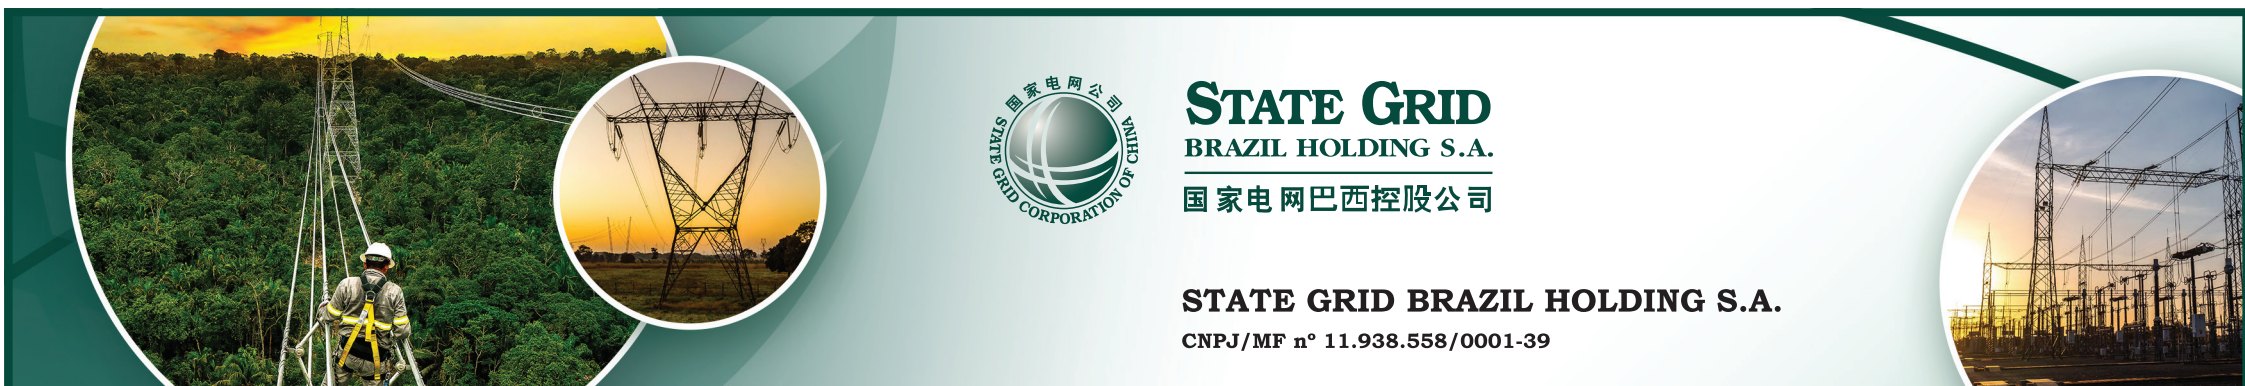 国家电网公司
STATE GRID CORPORATION OF CHINA
STATE GRID
BRAZIL HOLDING S.A.
国家电网巴西控股公司
STATE GRID BRAZIL HOLDING S.A.
CNPJ/MF nº 11.938.558/0001-39